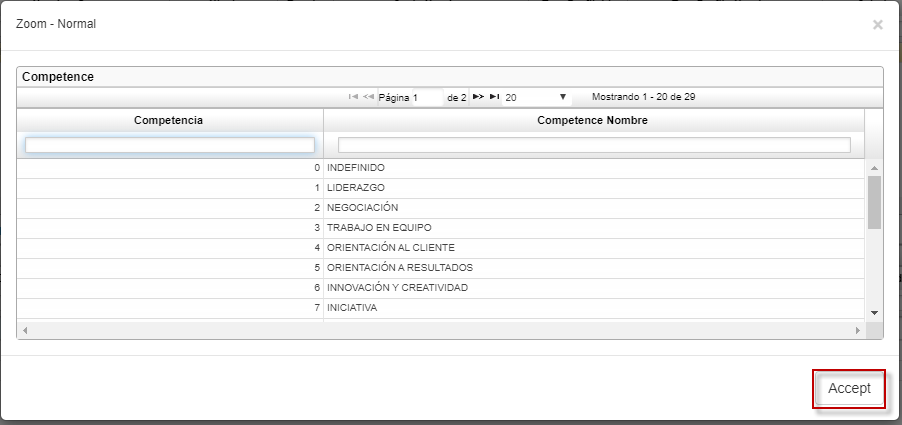 Zoom - Normal ×
Competence
Página 1 de 2 20 Mostrando 1 - 20 de 29
Competencia Competence Nombre
0 INDEFINIDO
1 LIDERAZGO
2 NEGOCIACIÓN
3 TRABAJO EN EQUIPO
4 ORIENTACIÓN AL CLIENTE
5 ORIENTACIÓN A RESULTADOS
6 INNOVACIÓN Y CREATIVIDAD
7 INICIATIVA
Accept